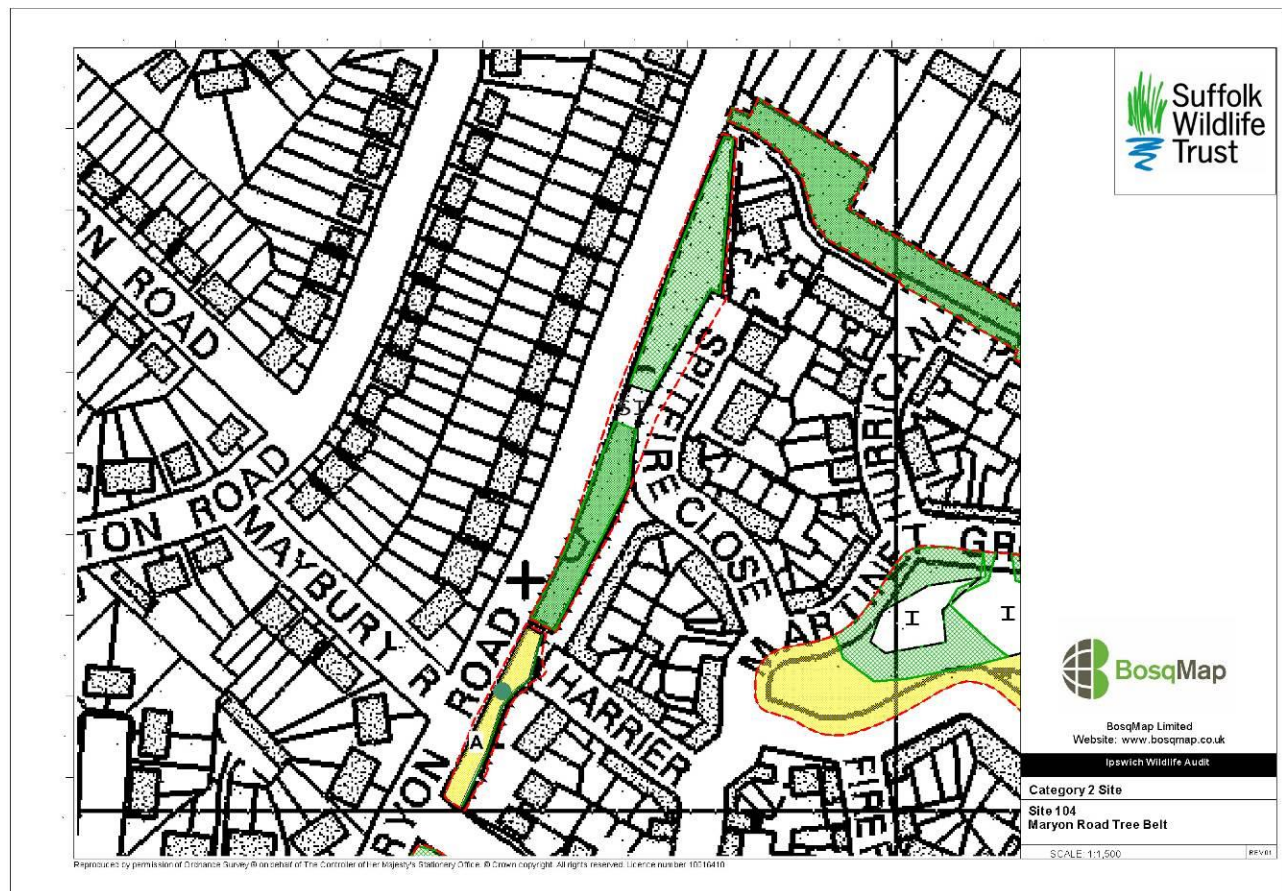 Suffolk
Wildlife
Trust
ON ROAD
TON ROAD
MAYBURY R
ROAD
RYON
SPITFIRE CLOSE
HURRICANE
MARTINET GR
HARRIER
FIRE
ST
A
I
I
BosqMap
BosqMap Limited
Website: www.bosqmap.co.uk
Ipswich Wildlife Audit
Category 2 Site
Site 104
Maryon Road Tree Belt
SCALE: 1:1,500
REV01
Reproduced by permission of Ordnance Survey ® on behalf of The Controller of Her Majesty's Stationery Office. © Crown copyright. All rights reserved. Licence number 10016410